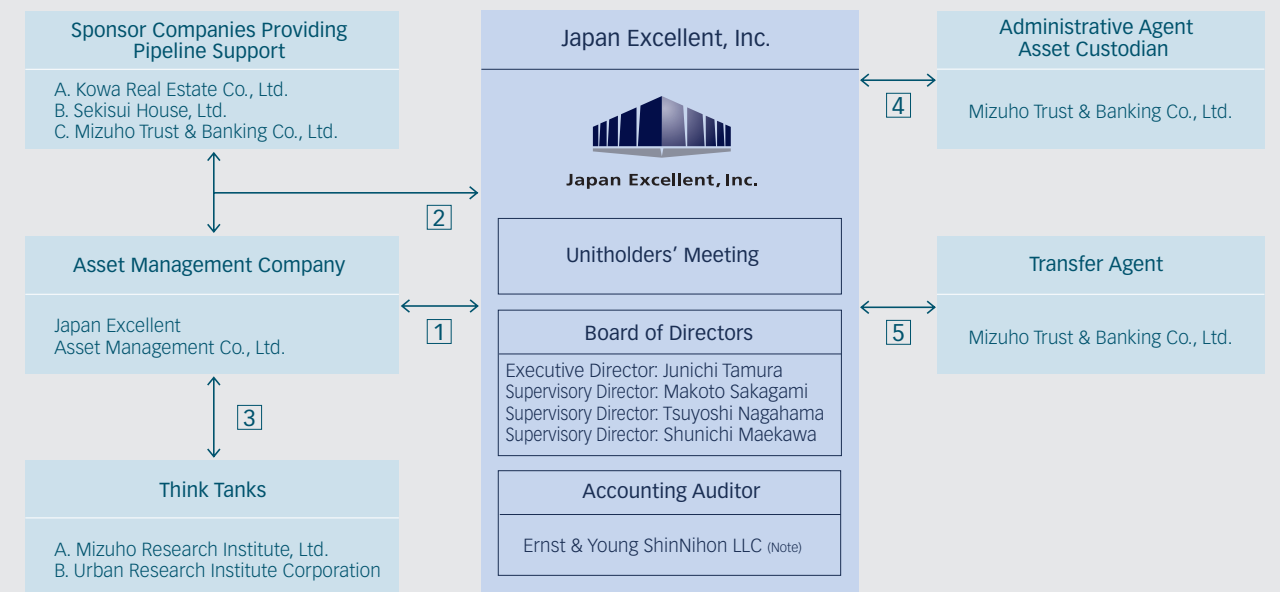 Sponsor Companies Providing
Pipeline Support
A. Kowa Real Estate Co., Ltd.
B. Sekisui House, Ltd.
C. Mizuho Trust & Banking Co., Ltd.
2
Asset Management Company
Japan Excellent
Asset Management Co., Ltd.
1
3
Think Tanks
A. Mizuho Research Institute, Ltd.
B. Urban Research Institute Corporation
Japan Excellent, Inc.
Japan Excellent, Inc.
Unitholders’ Meeting
Board of Directors
Executive Director: Junichi Tamura
Supervisory Director: Makoto Sakagami
Supervisory Director: Tsuyoshi Nagahama
Supervisory Director: Shunichi Maekawa
Accounting Auditor
Ernst & Young ShinNihon LLC (Note)
Administrative Agent
Asset Custodian
Mizuho Trust & Banking Co., Ltd.
4
Transfer Agent
Mizuho Trust & Banking Co., Ltd.
5